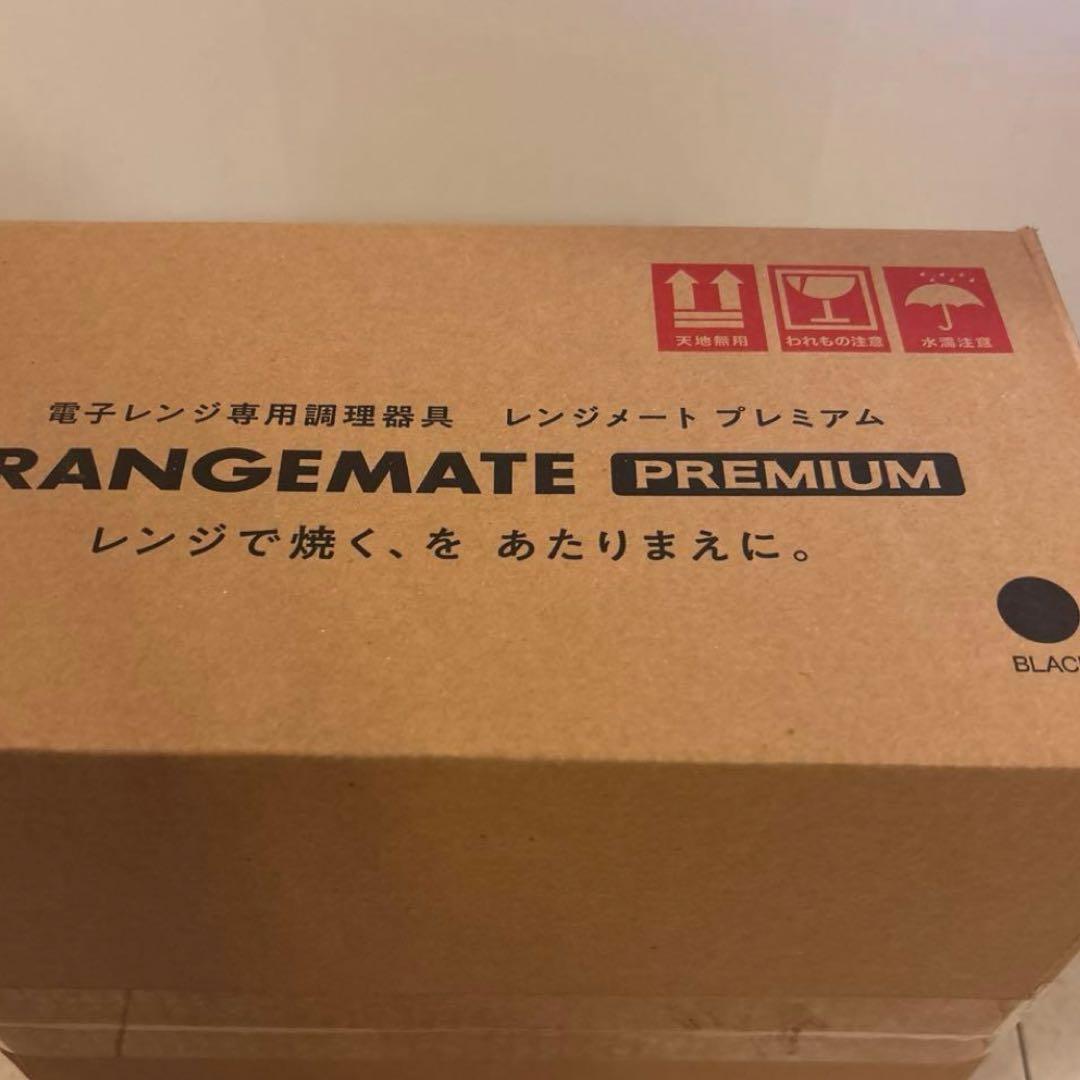 天地無用
われもの注意
水濡注意
電子レンジ専用調理器具 レンジメート プレミアム
RANGEMATE PREMIUM
レンジで焼く、を あたりまえに。
BLACK